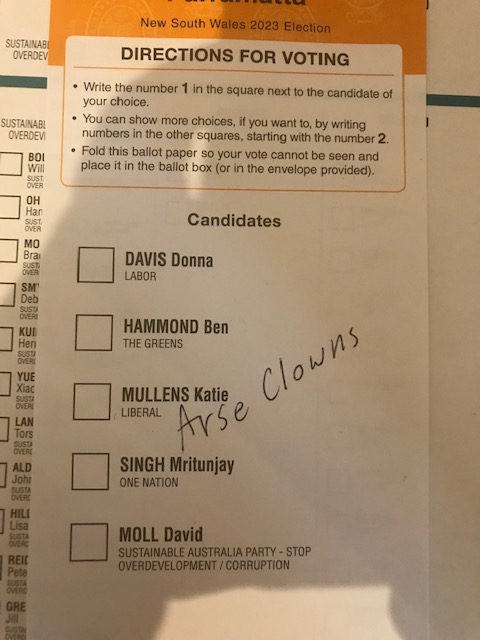 New South Wales 2023 Election
DIRECTIONS FOR VOTING
• Write the number 1 in the square next to the candidate of
your choice.
• You can show more choices, if you want to, by writing
numbers in the other squares, starting with the number 2.
• Fold this ballot paper so your vote cannot be seen and
place it in the ballot box (or in the envelope provided).
Candidates
DAVIS Donna
LABOR
HAMMOND Ben
THE GREENS
MULLENS Katie
LIBERAL
Arse Clowns
SINGH Mritunjay
ONE NATION
MOLL David
SUSTAINABLE AUSTRALIA PARTY - STOP
OVERDEVELOPMENT / CORRUPTION